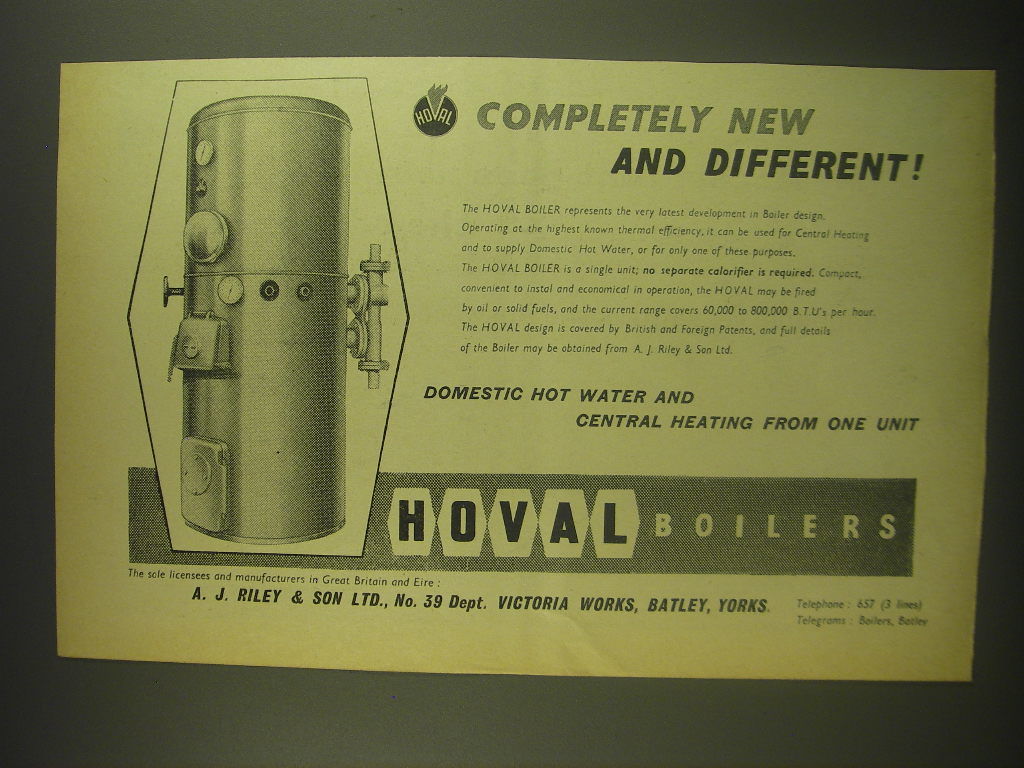 HOVAL
COMPLETELY NEW
AND DIFFERENT!
The HOVAL BOILER represents the very latest development in Boiler design.
Operating at the highest known thermal efficiency, it can be used for Central Heating
and to supply Domestic Hot Water, or for only one of these purposes.
The HOVAL BOILER is a single unit; no separate calorifier is required. Compact,
convenient to instal and economical in operation, the HOVAL may be fired
by oil or solid fuels, and the current range covers 60,000 to 800,000 B.T.U's per hour.
The HOVAL design is covered by British and Foreign Patents, and full details
of the Boiler may be obtained from A. J. Riley & Son Ltd.
DOMESTIC HOT WATER AND
CENTRAL HEATING FROM ONE UNIT
HOVAL BOILERS
The sole licensees and manufacturers in Great Britain and Eire :
A. J. RILEY & SON LTD., No. 39 Dept. VICTORIA WORKS, BATLEY, YORKS.
Telephone : 657 (3 lines)
Telegrams : Boilers, Batley